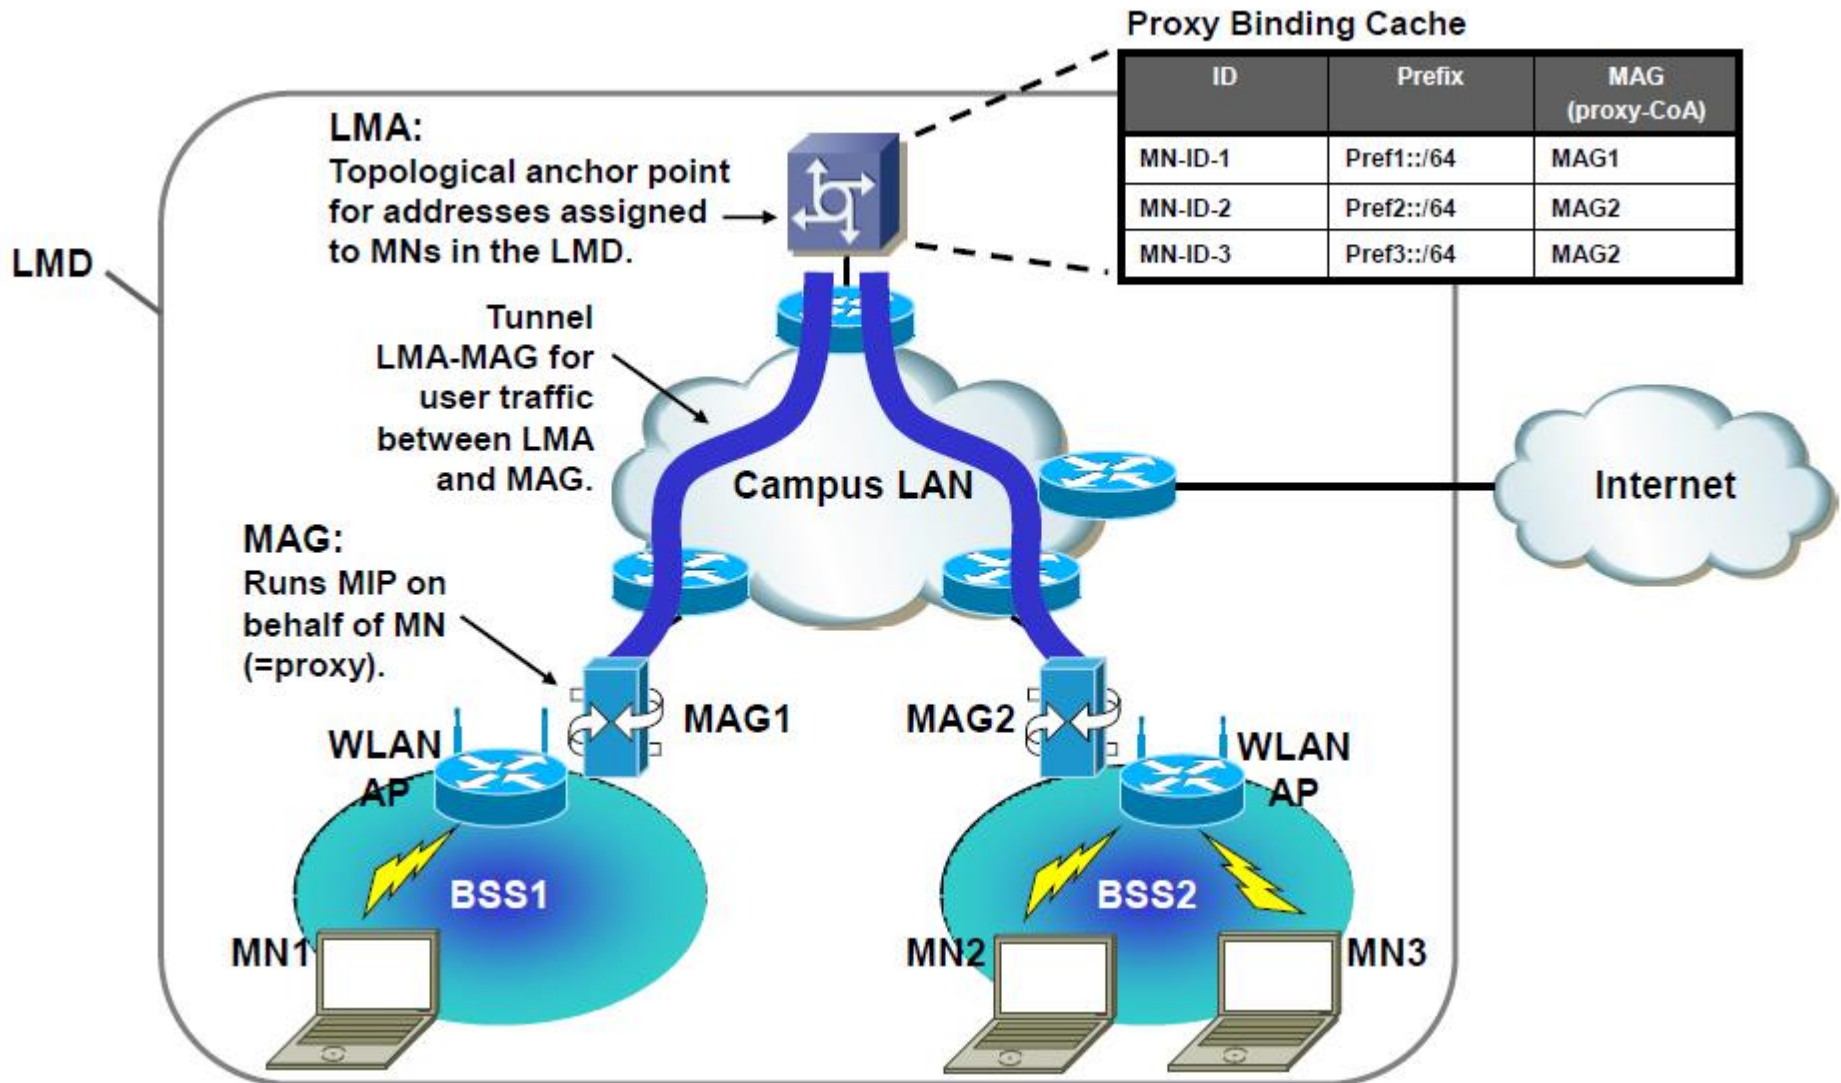 Proxy Binding Cache
ID Prefix MAG
(proxy-CoA)
MN-ID-1 Pref1::/64 MAG1
MN-ID-2 Pref2::/64 MAG2
MN-ID-3 Pref3::/64 MAG2
LMA:
Topological anchor point
for addresses assigned
to MNs in the LMD.
LMD
Tunnel
LMA-MAG for
user traffic
between LMA
and MAG.
Campus LAN
Internet
MAG:
Runs MIP on
behalf of MN
(=proxy).
MAG1
MAG2
WLAN
AP
WLAN
AP
BSS1
BSS2
MN1
MN2
MN3